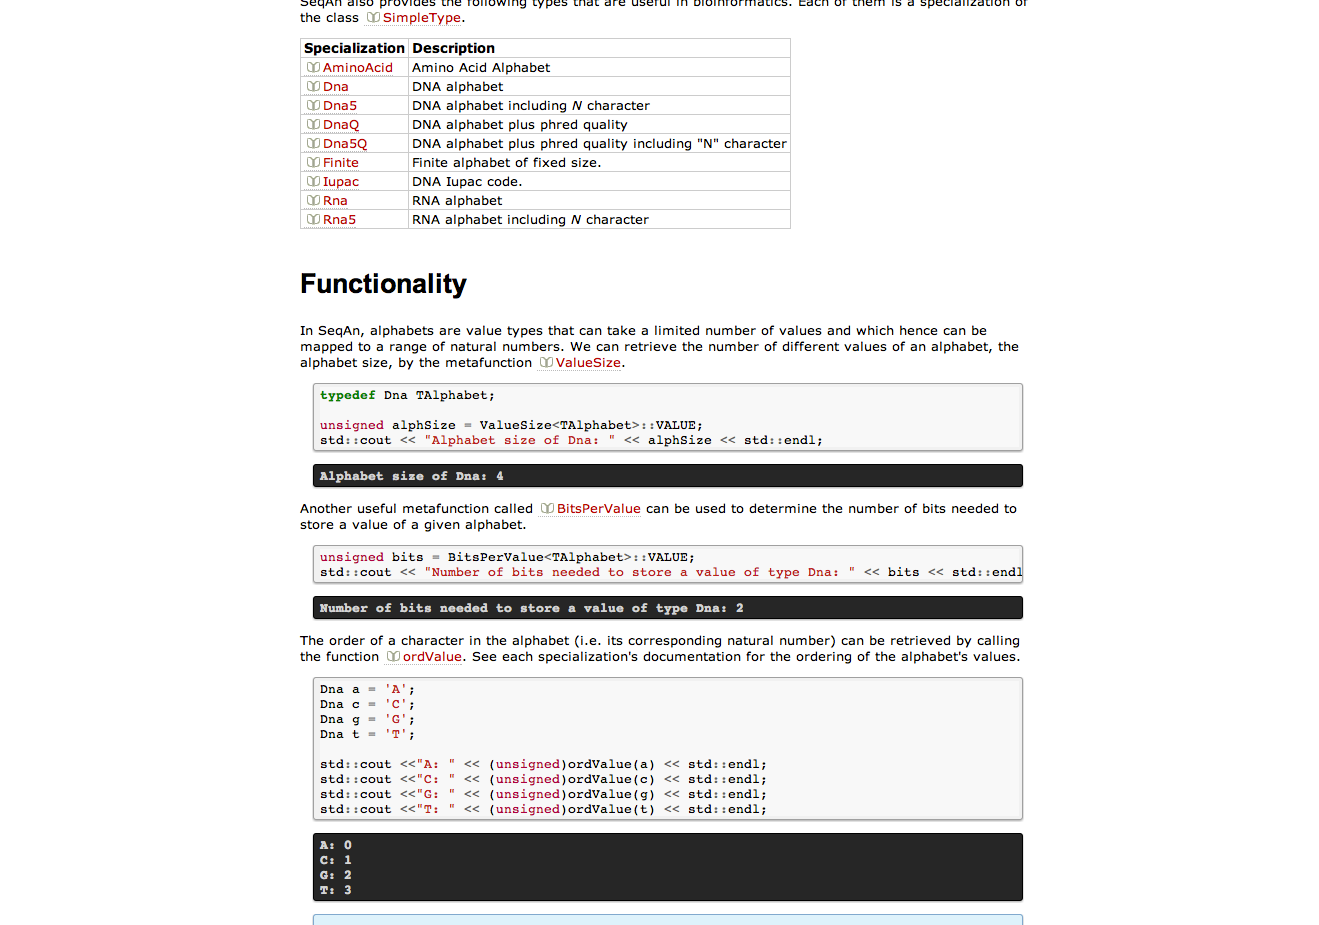 SeqAn also provides the following types that are useful in bioinformatics. Each of them is a specialization of
the class SimpleType.
Specialization Description
AminoAcid Amino Acid Alphabet
Dna DNA alphabet
Dna5 DNA alphabet including N character
DnaQ DNA alphabet plus phred quality
Dna5Q DNA alphabet plus phred quality including "N" character
Finite Finite alphabet of fixed size.
Iupac DNA Iupac code.
Rna RNA alphabet
Rna5 RNA alphabet including N character
Functionality
In SeqAn, alphabets are value types that can take a limited number of values and which hence can be
mapped to a range of natural numbers. We can retrieve the number of different values of an alphabet, the
alphabet size, by the metafunction ValueSize.
typedef Dna TAlphabet;
unsigned alphSize = ValueSize<TAlphabet>::VALUE;
std::cout << "Alphabet size of Dna: " << alphSize << std::endl;
Alphabet size of Dna: 4
Another useful metafunction called BitsPerValue can be used to determine the number of bits needed to
store a value of a given alphabet.
unsigned bits = BitsPerValue<TAlphabet>::VALUE;
std::cout << "Number of bits needed to store a value of type Dna: " << bits << std::endl
Number of bits needed to store a value of type Dna: 2
The order of a character in the alphabet (i.e. its corresponding natural number) can be retrieved by calling
the function ordValue. See each specialization's documentation for the ordering of the alphabet's values.
Dna a = 'A';
Dna c = 'C';
Dna g = 'G';
Dna t = 'T';
std::cout <<"A: " << (unsigned)ordValue(a) << std::endl;
std::cout <<"C: " << (unsigned)ordValue(c) << std::endl;
std::cout <<"G: " << (unsigned)ordValue(g) << std::endl;
std::cout <<"T: " << (unsigned)ordValue(t) << std::endl;
A: 0
C: 1
G: 2
T: 3